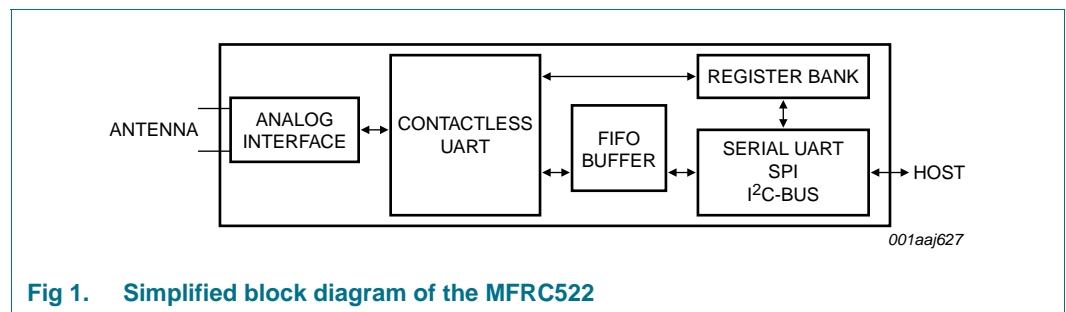 ANTENNA
ANALOG
INTERFACE
CONTACTLESS
UART
FIFO
BUFFER
REGISTER BANK
SERIAL UART
SPI
I²C-BUS
HOST
001aaj627
Fig 1. Simplified block diagram of the MFRC522